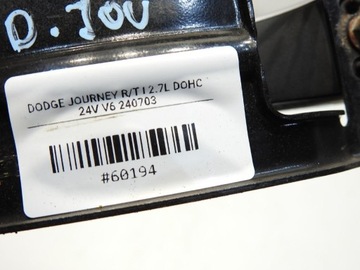 D. JOU
DODGE JOURNEY R/T I 2.7L DOHC
24V V6 240703
#60194